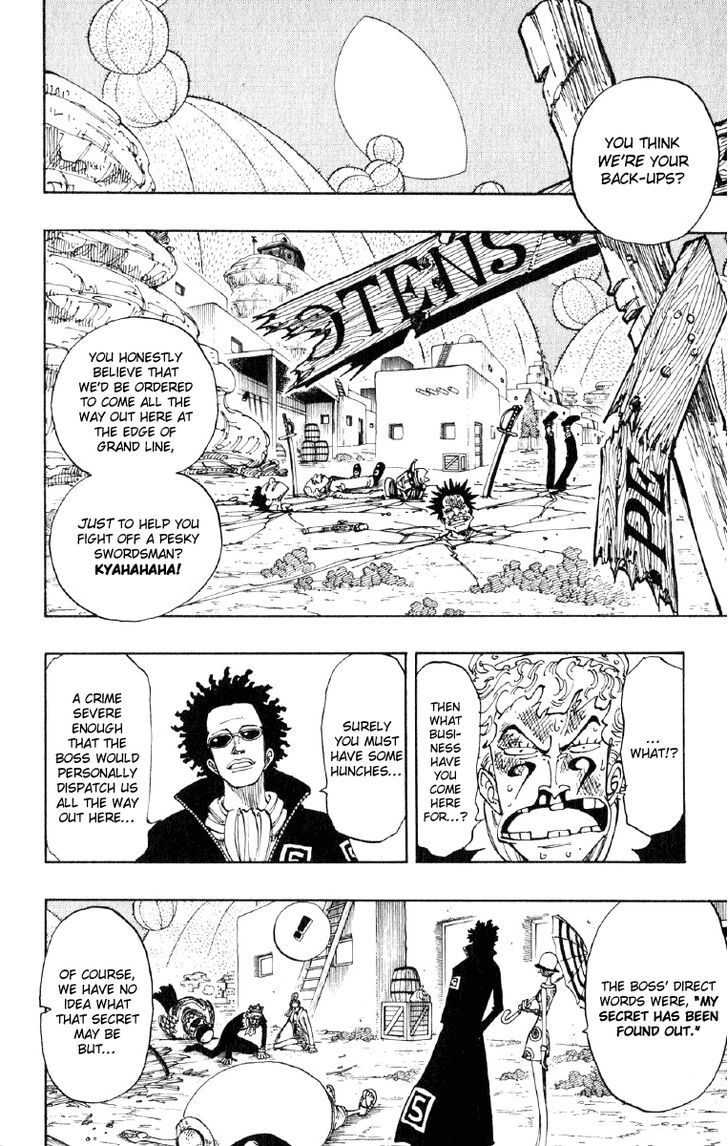 YOU THINK
WE'RE YOUR
BACK-UPS?
OTENS
PE
YOU HONESTLY
BELIEVE THAT
WE'D BE ORDERED
TO COME ALL THE
WAY OUT HERE AT
THE EDGE OF
GRAND LINE,
JUST TO HELP YOU
FIGHT OFF A PESKY
SWORDSMAN?
KYAHAHAHA!
...
WHAT!?
THEN
WHAT
BUSI-
NESS
HAVE
YOU
COME
HERE
FOR...?
SURELY
YOU MUST
HAVE SOME
HUNCHES...
A CRIME
SEVERE
ENOUGH
THAT THE
BOSS WOULD
PERSONALLY
DISPATCH US
ALL THE WAY
OUT HERE...
5
THE BOSS' DIRECT
WORDS WERE, "MY
SECRET HAS BEEN
FOUND OUT."
!
5
OF COURSE,
WE HAVE NO
IDEA WHAT
THAT SECRET
MAY BE
BUT...